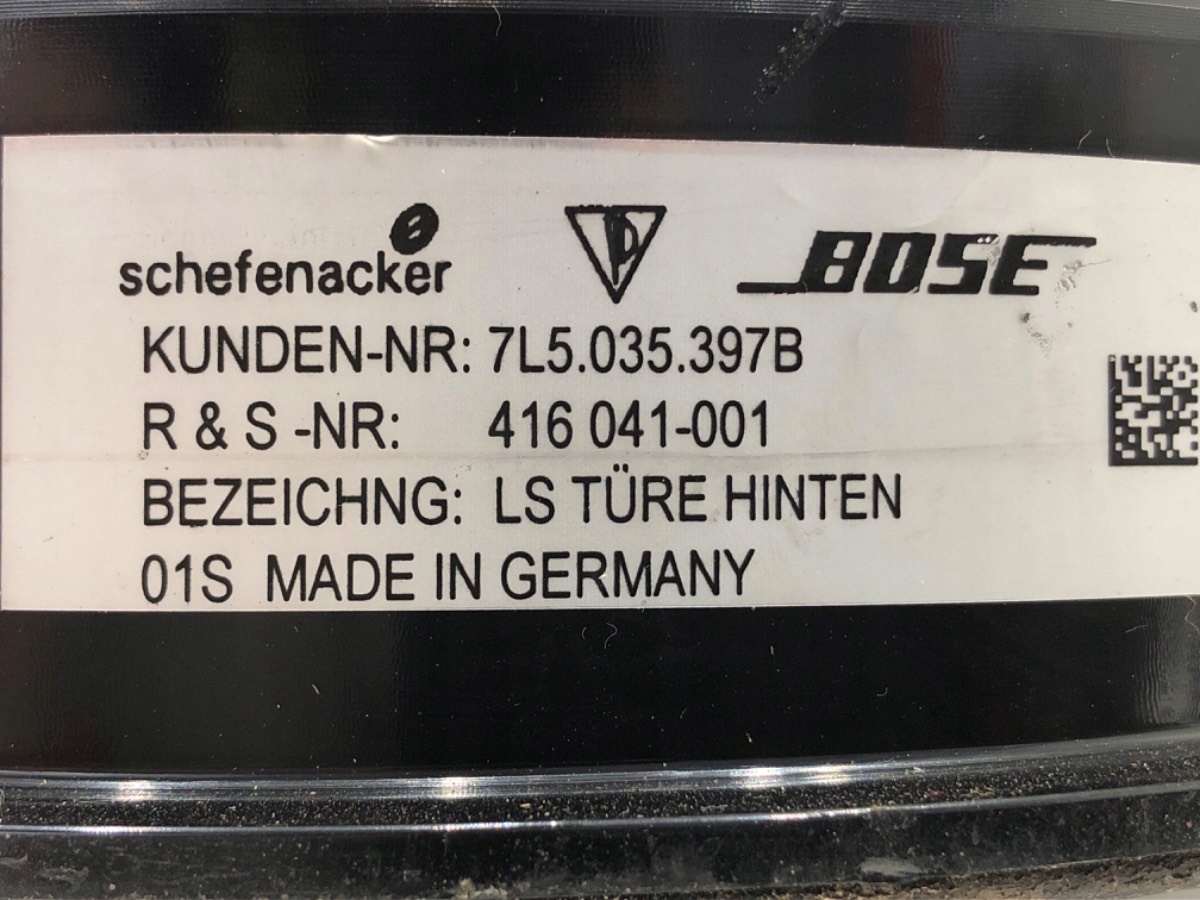 schefenacker BOSE
KUNDEN-NR: 7L5.035.397B
R & S -NR: 416 041-001
BEZEICHNG: LS TÜRE HINTEN
01S MADE IN GERMANY